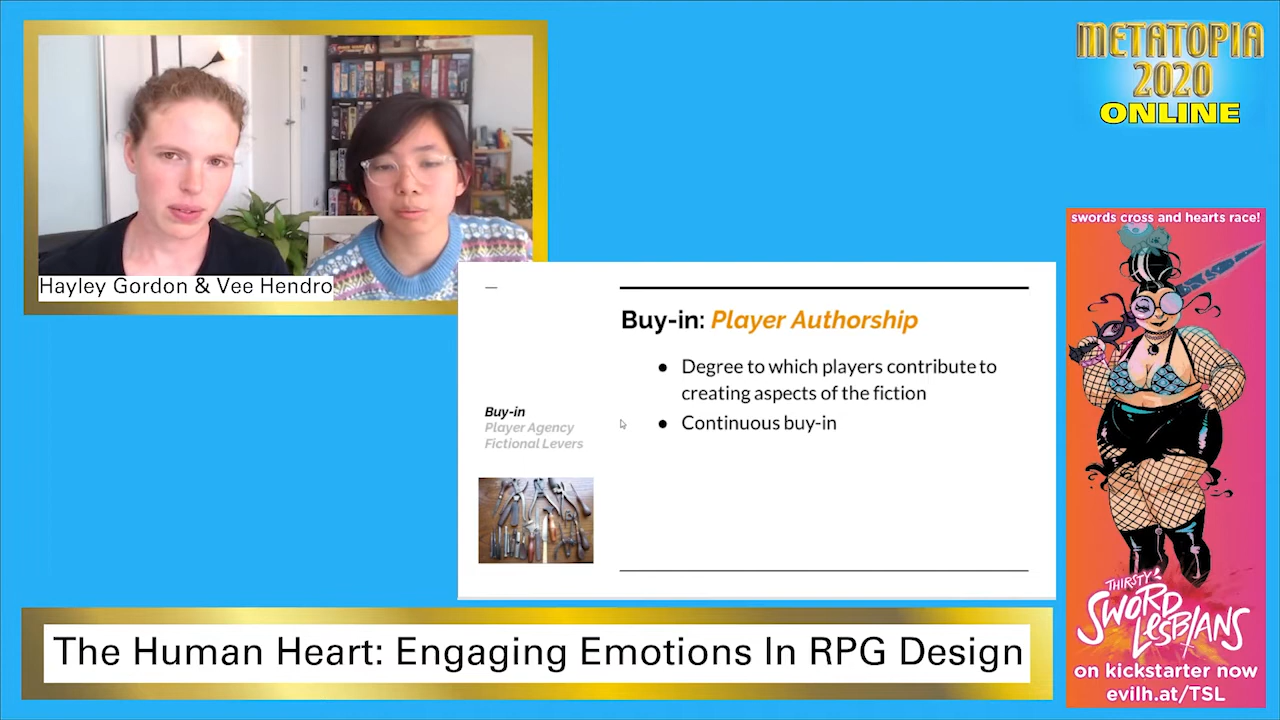 METATOPIA
2020
ONLINE
Hayley Gordon & Vee Hendro
—
Buy-in: Player Authorship
● Degree to which players contribute to
creating aspects of the fiction
● Continuous buy-in
Buy-in
Player Agency
Fictional Levers
swords cross and hearts race!
THIRSTY
SWORD
LESBIANS
on kickstarter now
evilh.at/TSL
The Human Heart: Engaging Emotions In RPG Design